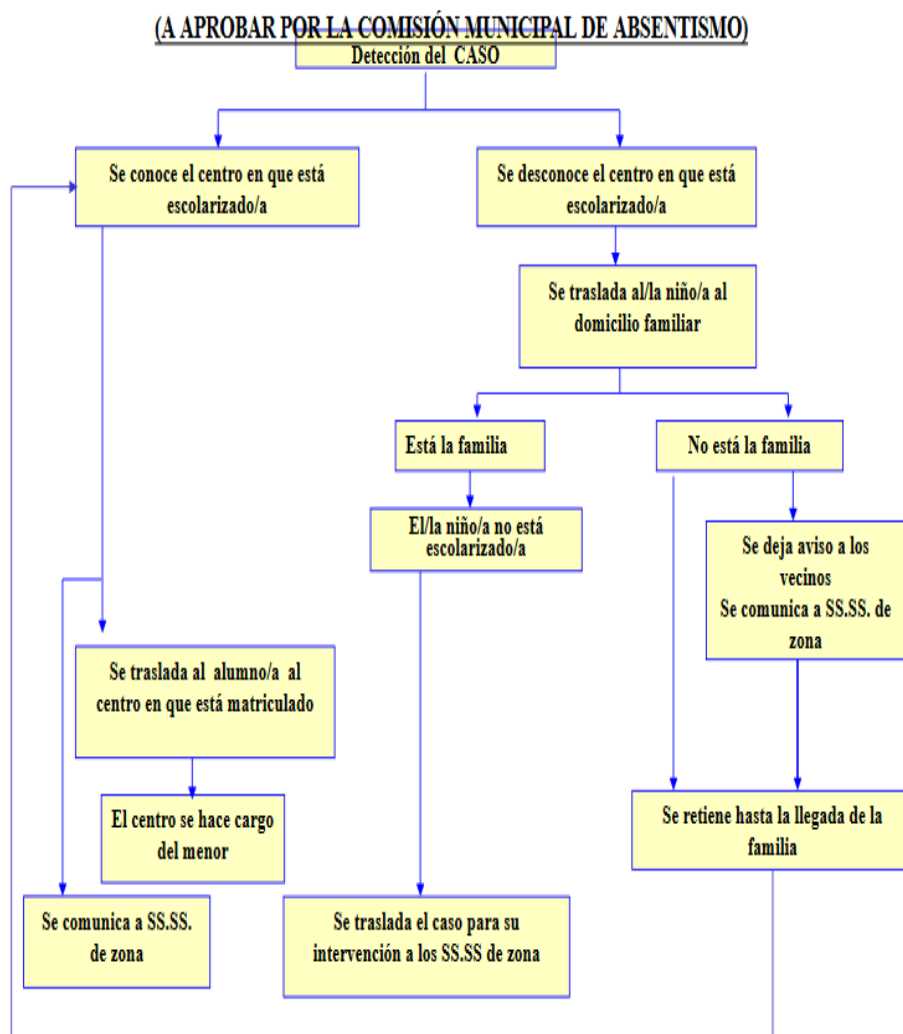 (A APROBAR POR LA COMISIÓN MUNICIPAL DE ABSENTISMO)
Detección del CASO
Se conoce el centro en que está
escolarizado/a
Se desconoce el centro en que está
escolarizado/a
Se traslada al/la niño/a al
domicilio familiar
Está la familia
No está la familia
El/la niño/a no está
escolarizado/a
Se deja aviso a los
vecinos
Se comunica a SS.SS. de
zona
Se traslada al alumno/a al
centro en que está matriculado
El centro se hace cargo
del menor
Se retiene hasta la llegada de la
familia
Se comunica a SS.SS.
de zona
Se traslada el caso para su
intervención a los SS.SS de zona